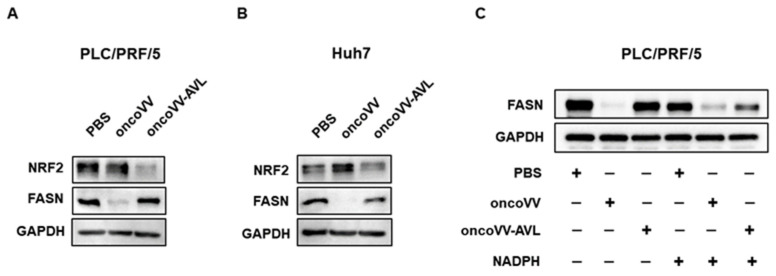 A
PLC/PRF/5
PBS
oncoVV
oncoVV-AVL
NRF2
FASN
GAPDH
B
Huh7
PBS
oncoVV
oncoVV-AVL
NRF2
FASN
GAPDH
C
PLC/PRF/5
FASN
GAPDH
PBS + – – + – –
oncoVV – + – – + –
oncoVV-AVL – – + – – +
NADPH – – – + + +